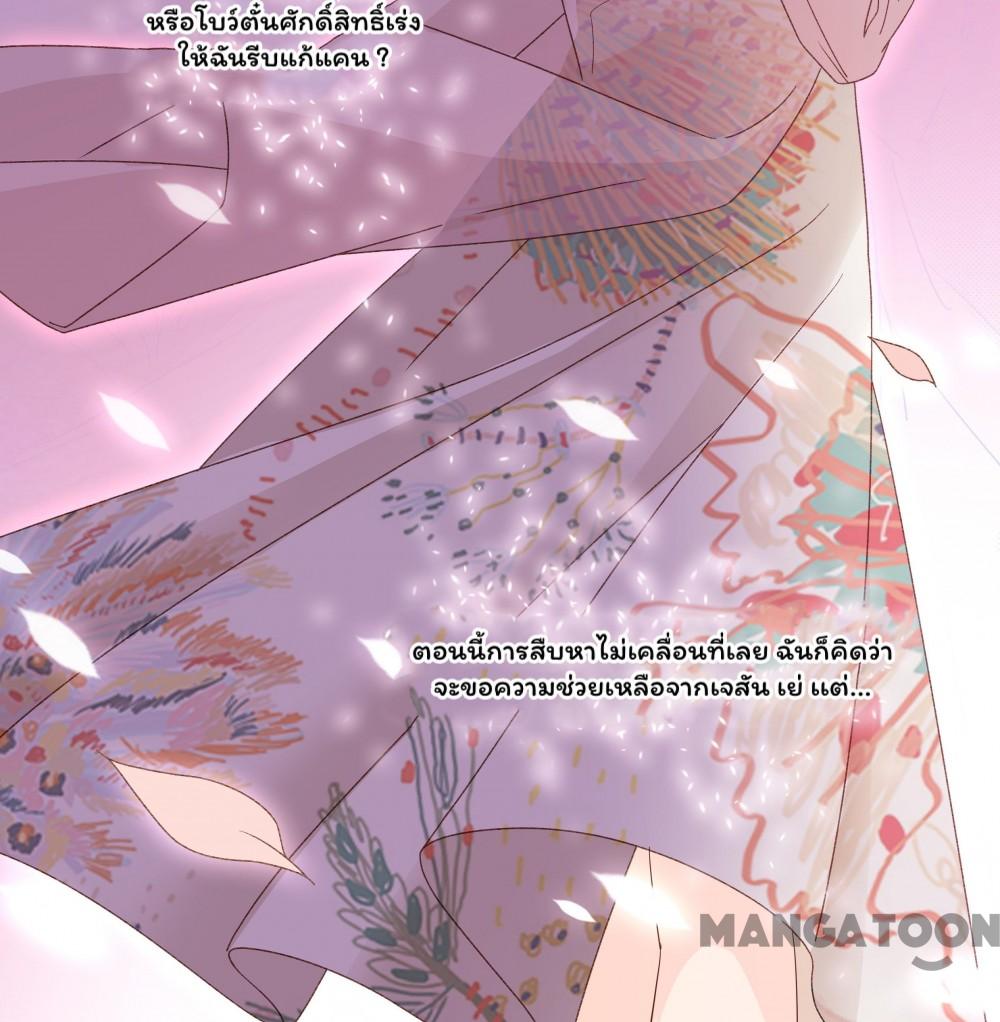 หรือโบว์ตั๋นศักดิ์สิทธิ์เร่ง
ให้ฉันรีบแก้แคน ?
ตอนนี้การสืบหาไม่เคลื่อนที่เลย ฉันก็คิดว่า
จะขอความช่วยเหลือจากเจสัน เย่ แต่...
MANGATOON